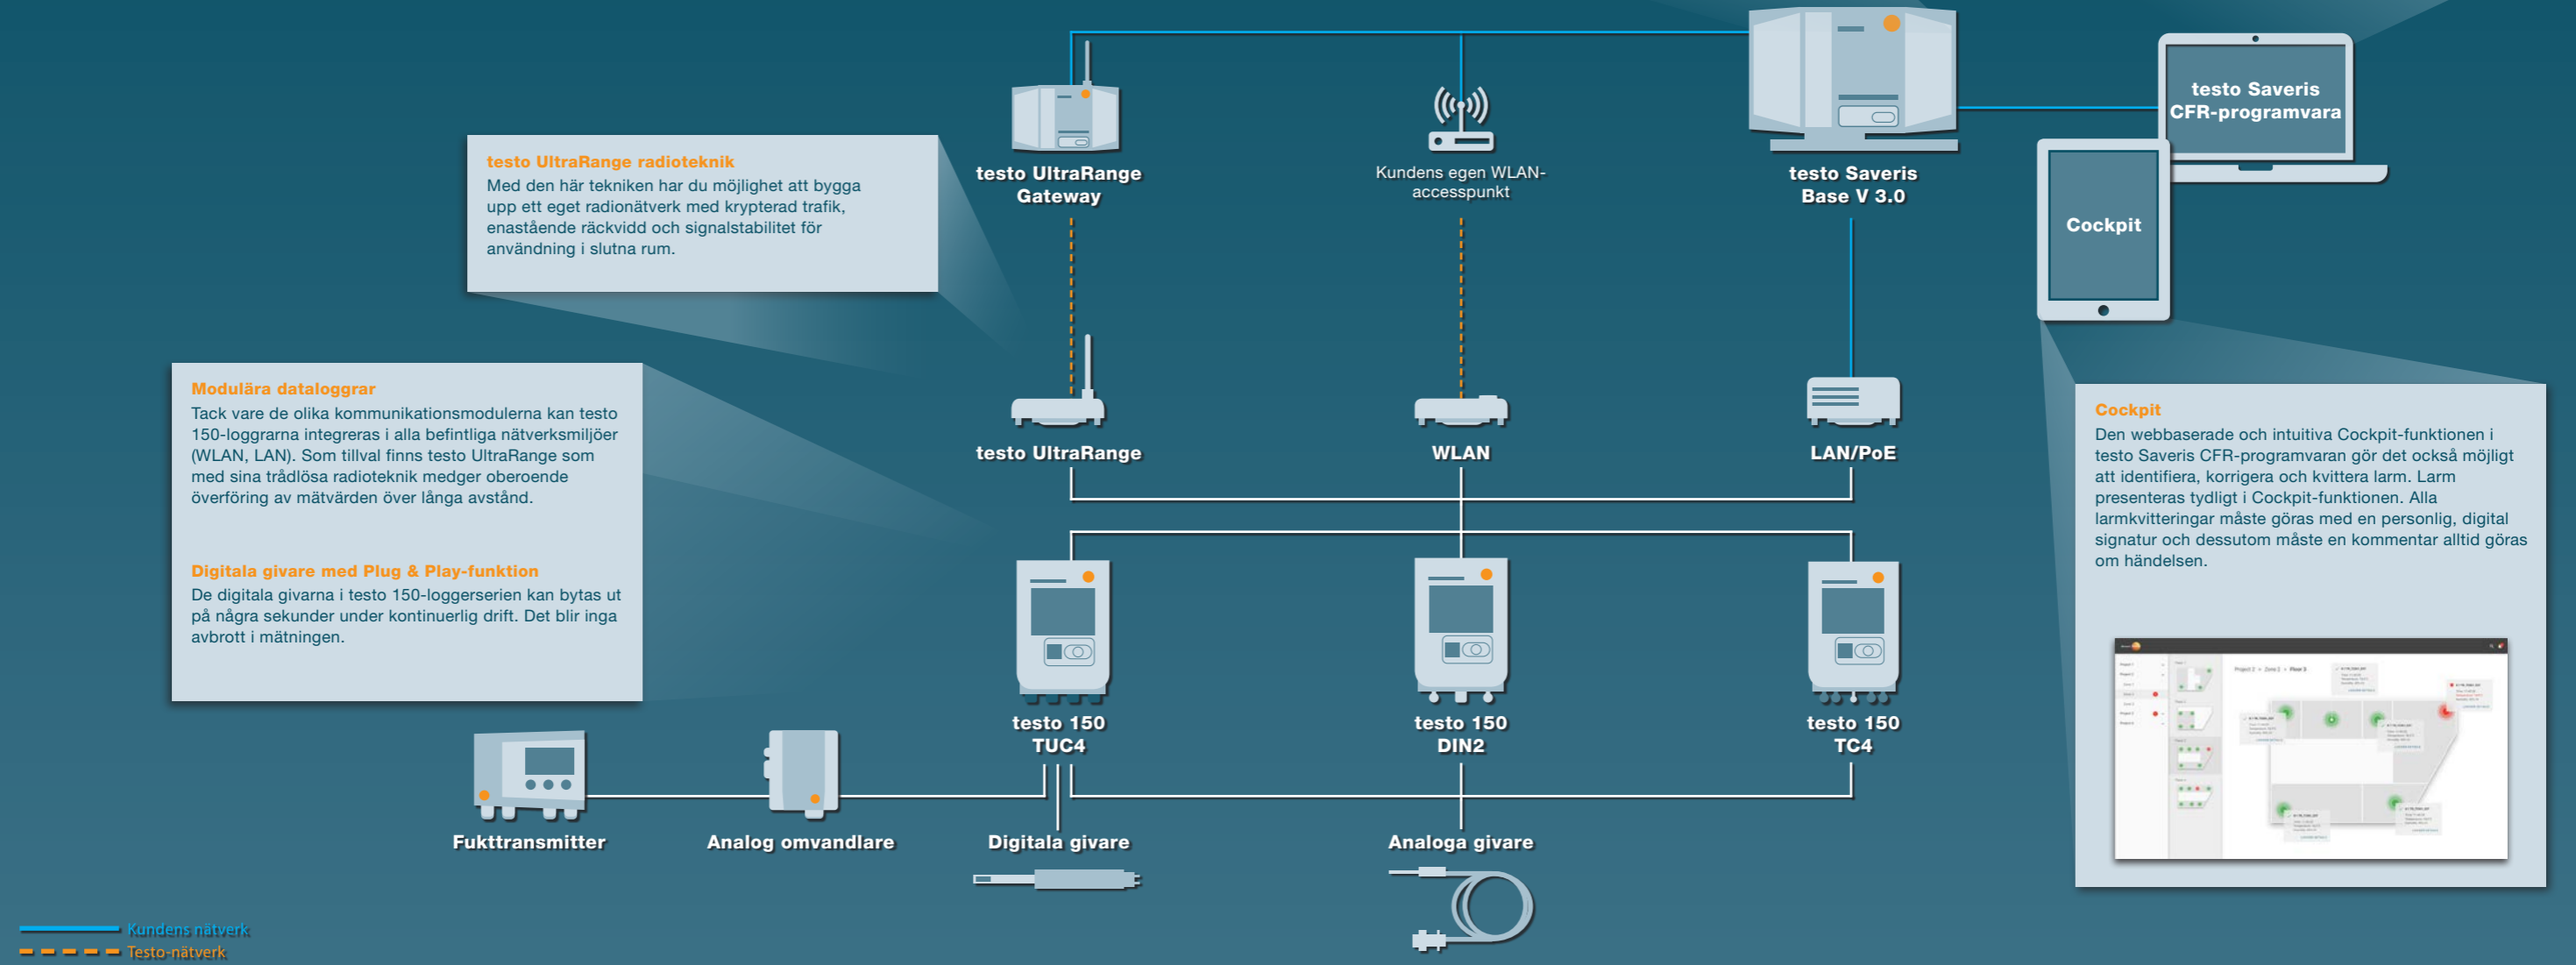 testo Saveris
CFR-programvara
testo UltraRange radioteknik
Med den här tekniken har du möjlighet att bygga
upp ett eget radionätverk med krypterad trafik,
enastående räckvidd och signalstabilitet för
användning i slutna rum.
testo UltraRange
Gateway
Kundens egen WLAN-
accesspunkt
testo Saveris
Base V 3.0
Cockpit
Modulära dataloggrar
Tack vare de olika kommunikationsmodulerna kan testo
150-loggrarna integreras i alla befintliga nätverksmiljöer
(WLAN, LAN). Som tillval finns testo UltraRange som
med sina trådlösa radioteknik medger oberoende
överföring av mätvärden över långa avstånd.
Digitala givare med Plug & Play-funktion
De digitala givarna i testo 150-loggerserien kan bytas ut
på några sekunder under kontinuerlig drift. Det blir inga
avbrott i mätningen.
testo UltraRange
WLAN
LAN/PoE
Cockpit
Den webbaserade och intuitiva Cockpit-funktionen i
testo Saveris CFR-programvaran gör det också möjligt
att identifiera, korrigera och kvittera larm. Larm
presenteras tydligt i Cockpit-funktionen. Alla
larmkvitteringar måste göras med en personlig, digital
signatur och dessutom måste en kommentar alltid göras
om händelsen.
Project 2 > Zone 2 > Floor 3
testo 150
TUC4
testo 150
DIN2
testo 150
TC4
Fukttransmitter
Analog omvandlare
Digitala givare
Analoga givare
Kundens nätverk
Testo-nätverk